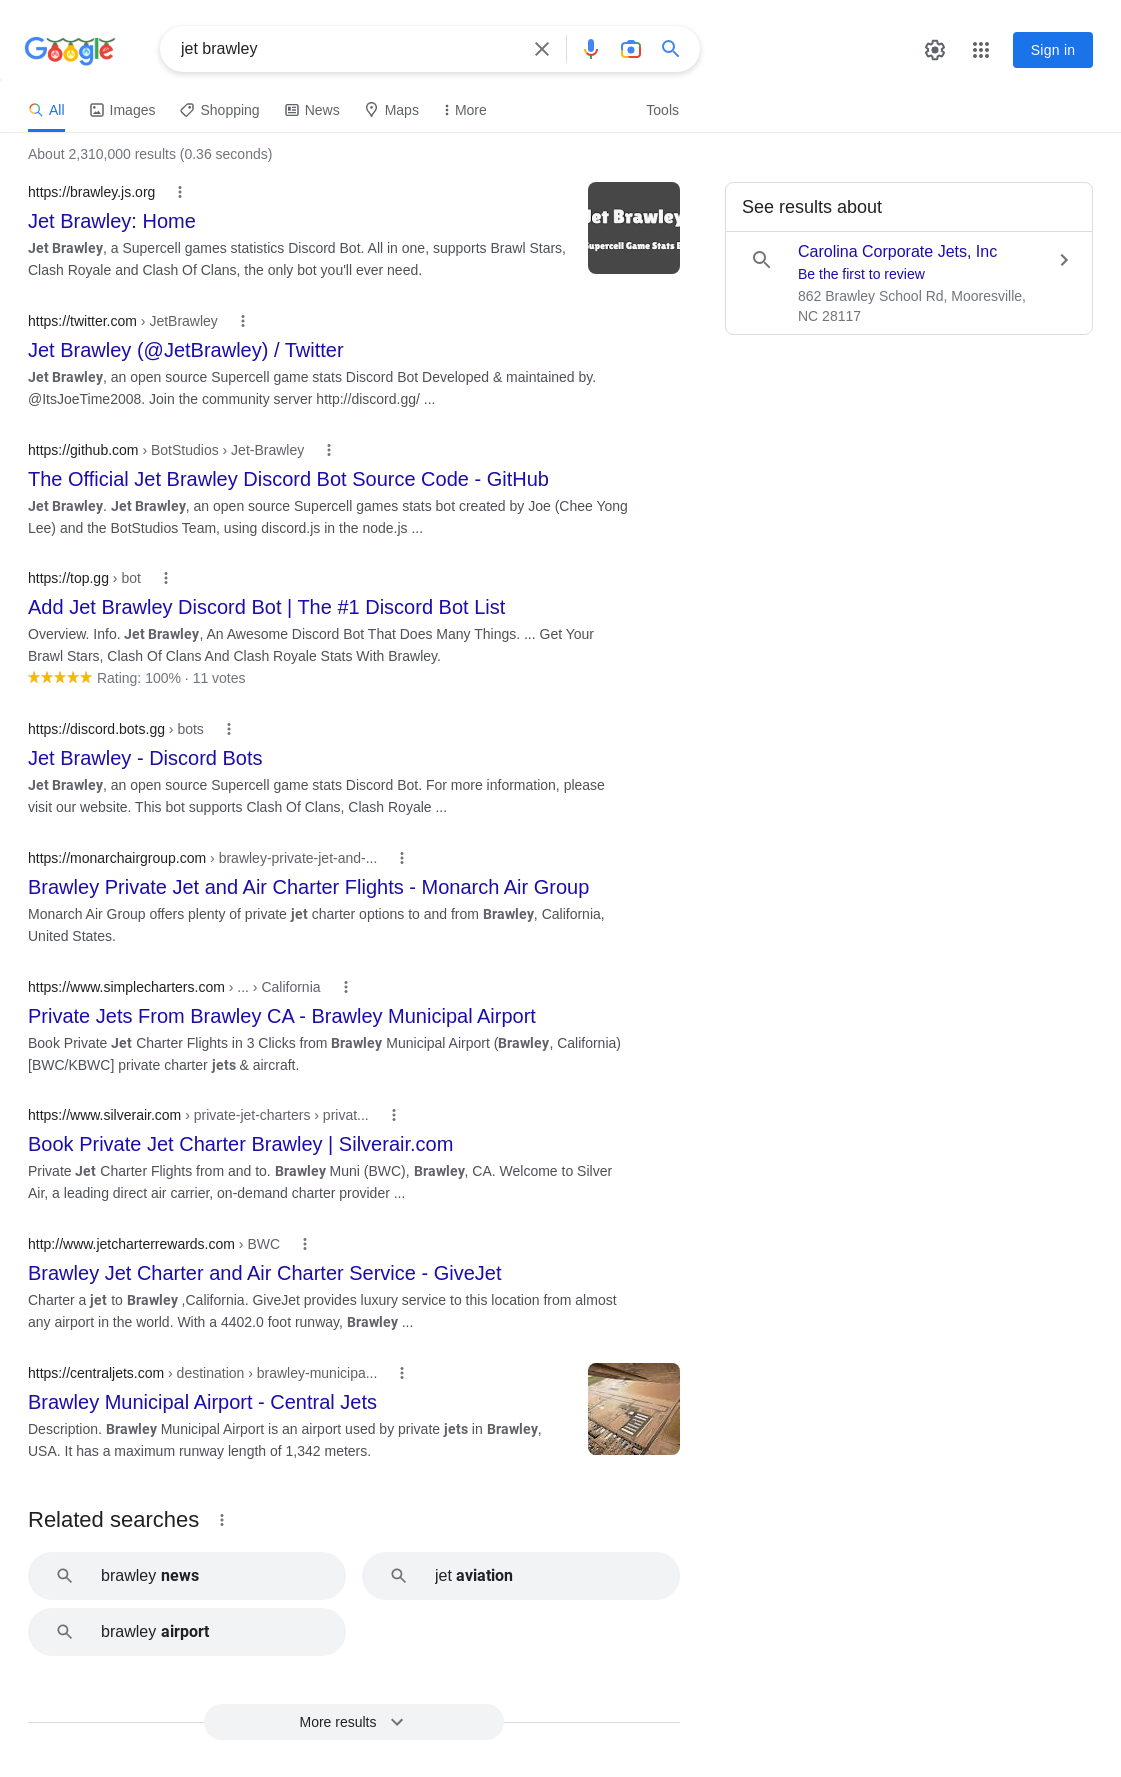 Google
jet brawley
Sign in
All
Images
Shopping
News
Maps
More
Tools
About 2,310,000 results (0.36 seconds)
https://brawley.js.org
Jet Brawley: Home
Jet Brawley, a Supercell games statistics Discord Bot. All in one, supports Brawl Stars,
Clash Royale and Clash Of Clans, the only bot you'll ever need.
Jet Brawley
Supercell Game Stats B
https://twitter.com › JetBrawley
Jet Brawley (@JetBrawley) / Twitter
Jet Brawley, an open source Supercell game stats Discord Bot Developed & maintained by.
@ItsJoeTime2008. Join the community server http://discord.gg/ ...
https://github.com › BotStudios › Jet-Brawley
The Official Jet Brawley Discord Bot Source Code - GitHub
Jet Brawley. Jet Brawley, an open source Supercell games stats bot created by Joe (Chee Yong
Lee) and the BotStudios Team, using discord.js in the node.js ...
https://top.gg › bot
Add Jet Brawley Discord Bot | The #1 Discord Bot List
Overview. Info. Jet Brawley, An Awesome Discord Bot That Does Many Things. ... Get Your
Brawl Stars, Clash Of Clans And Clash Royale Stats With Brawley.
Rating: 100% · 11 votes
https://discord.bots.gg › bots
Jet Brawley - Discord Bots
Jet Brawley, an open source Supercell game stats Discord Bot. For more information, please
visit our website. This bot supports Clash Of Clans, Clash Royale ...
https://monarchairgroup.com › brawley-private-jet-and-...
Brawley Private Jet and Air Charter Flights - Monarch Air Group
Monarch Air Group offers plenty of private jet charter options to and from Brawley, California,
United States.
https://www.simplecharters.com › ... › California
Private Jets From Brawley CA - Brawley Municipal Airport
Book Private Jet Charter Flights in 3 Clicks from Brawley Municipal Airport (Brawley, California)
[BWC/KBWC] private charter jets & aircraft.
https://www.silverair.com › private-jet-charters › privat...
Book Private Jet Charter Brawley | Silverair.com
Private Jet Charter Flights from and to. Brawley Muni (BWC), Brawley, CA. Welcome to Silver
Air, a leading direct air carrier, on-demand charter provider ...
http://www.jetcharterrewards.com › BWC
Brawley Jet Charter and Air Charter Service - GiveJet
Charter a jet to Brawley ,California. GiveJet provides luxury service to this location from almost
any airport in the world. With a 4402.0 foot runway, Brawley ...
https://centraljets.com › destination › brawley-municipa...
Brawley Municipal Airport - Central Jets
Description. Brawley Municipal Airport is an airport used by private jets in Brawley,
USA. It has a maximum runway length of 1,342 meters.
Related searches
brawley news
jet aviation
brawley airport
More results
See results about
Carolina Corporate Jets, Inc
Be the first to review
862 Brawley School Rd, Mooresville,
NC 28117